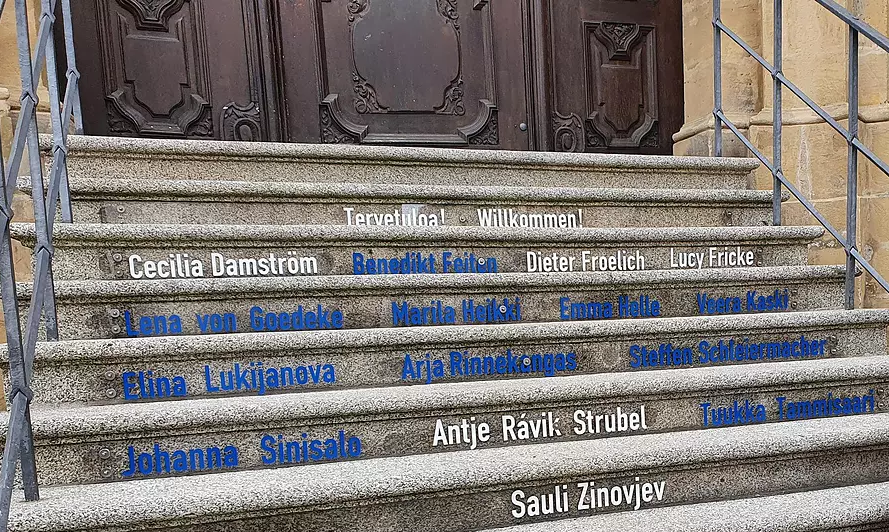 Tervetuloa! Willkommen!
Cecilia Damström Benedikt Feiten Dieter Froelich Lucy Fricke
Lena von Goedeke Marila Heikki Emma Helle Veera Kaski
Elina Lukijanova Arja Rinnekangas Steffen Schleiermacher
Johanna Sinisalo Antje Rávik Strubel Tuukka Tammisaari
Sauli Zinovjev